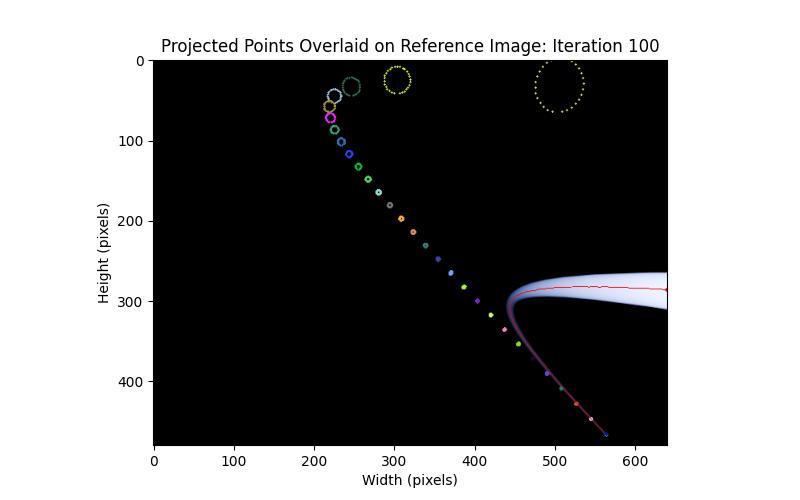 Projected Points Overlaid on Reference Image: Iteration 100
0
100
200
300
400
Height (pixels)
0 100 200 300 400 500 600
Width (pixels)